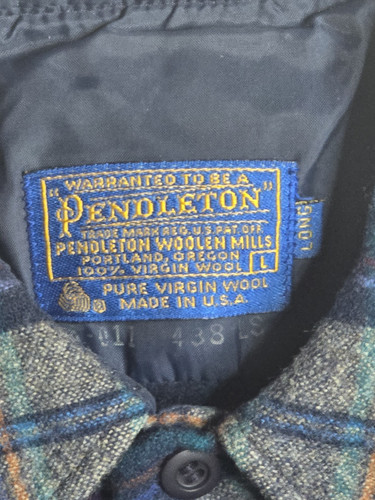 "WARRANTED TO BE A
PENDLETON"
TRADE MARK REG. U.S. PAT. OFF.
PENDLETON WOOLEN MILLS
PORTLAND, OREGON
100% VIRGIN WOOL
L
PURE VIRGIN WOOL
MADE IN U.S.A.
LONG
438 LS